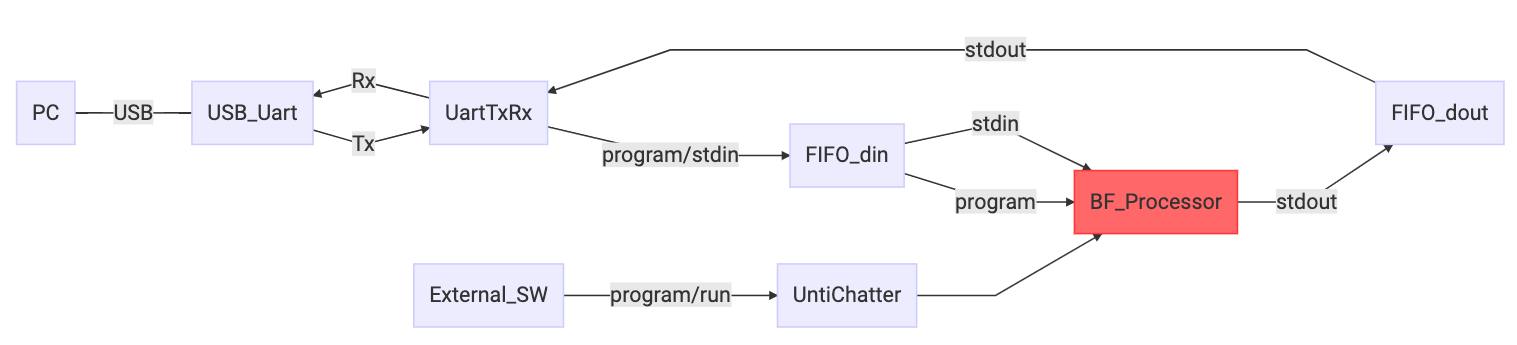 stdout
PC
USB
USB_Uart
Rx
Tx
UartTxRx
program/stdin
FIFO_din
stdin
program
BF_Processor
stdout
FIFO_dout
External_SW
program/run
UntiChatter